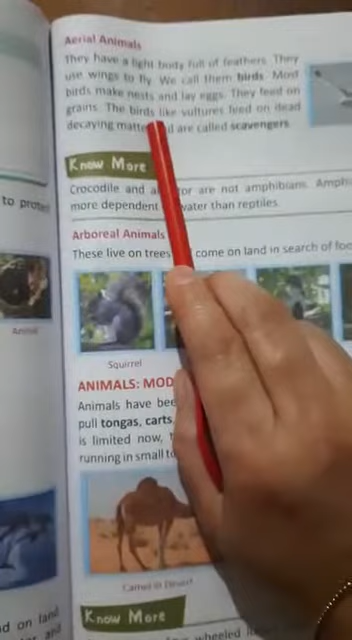 Aerial Animals
They have a light body full of feathers. They
use wings to fly. We call them birds. Most
birds make nests and lay eggs. They feed on
grains. The birds like vultures feed on dead
decaying matte d are called scavengers.
Know More
Crocodile and a tor are not amphibians. Amph
to prote
more dependent water than reptiles.
Arboreal Animals
These live on trees come on land in search of foo
Animal
Squirrel
ANIMALS: MOD
Animals have bee
pull tongas, carts,
is limited now,
running in small to
Camel in Desert
Know More
d on land
and
wheeled